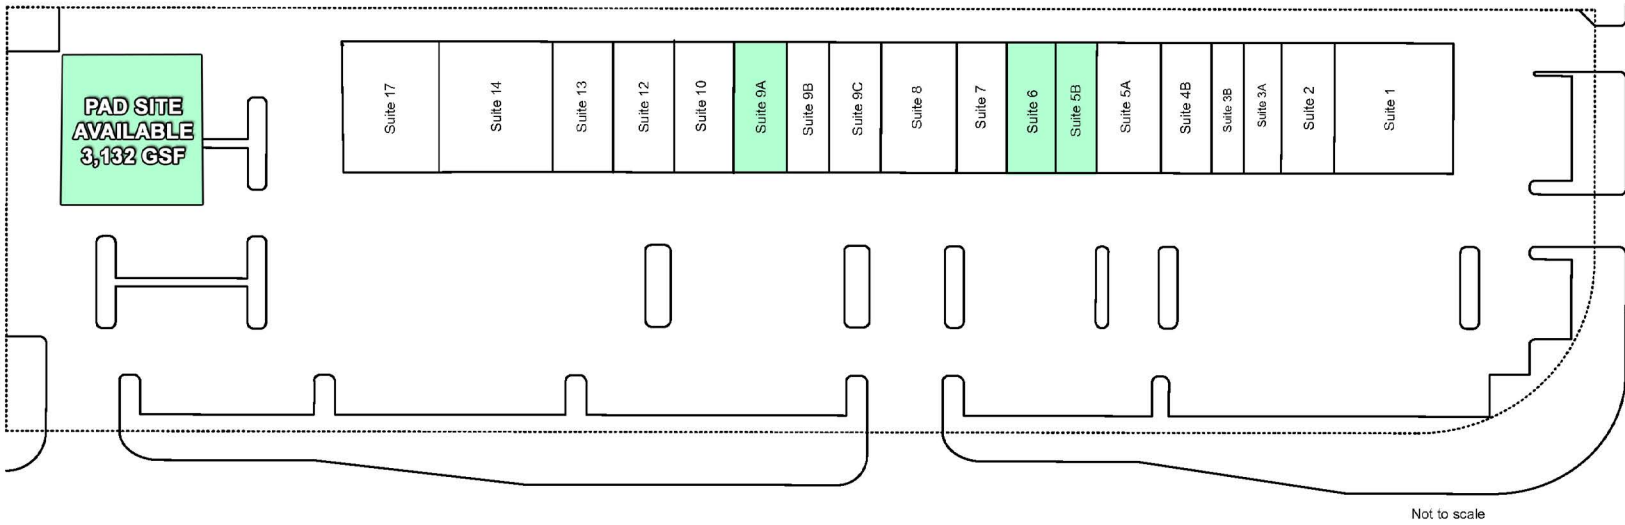 PAD SITE
AVAILABLE
3,132 GSF
Suite 17
Suite 14
Suite 13
Suite 12
Suite 10
Suite 9A
Suite 9B
Suite 9C
Suite 8
Suite 7
Suite 6
Suite 5B
Suite 5A
Suite 4B
Suite 3B
Suite 3A
Suite 2
Suite 1
Not to scale